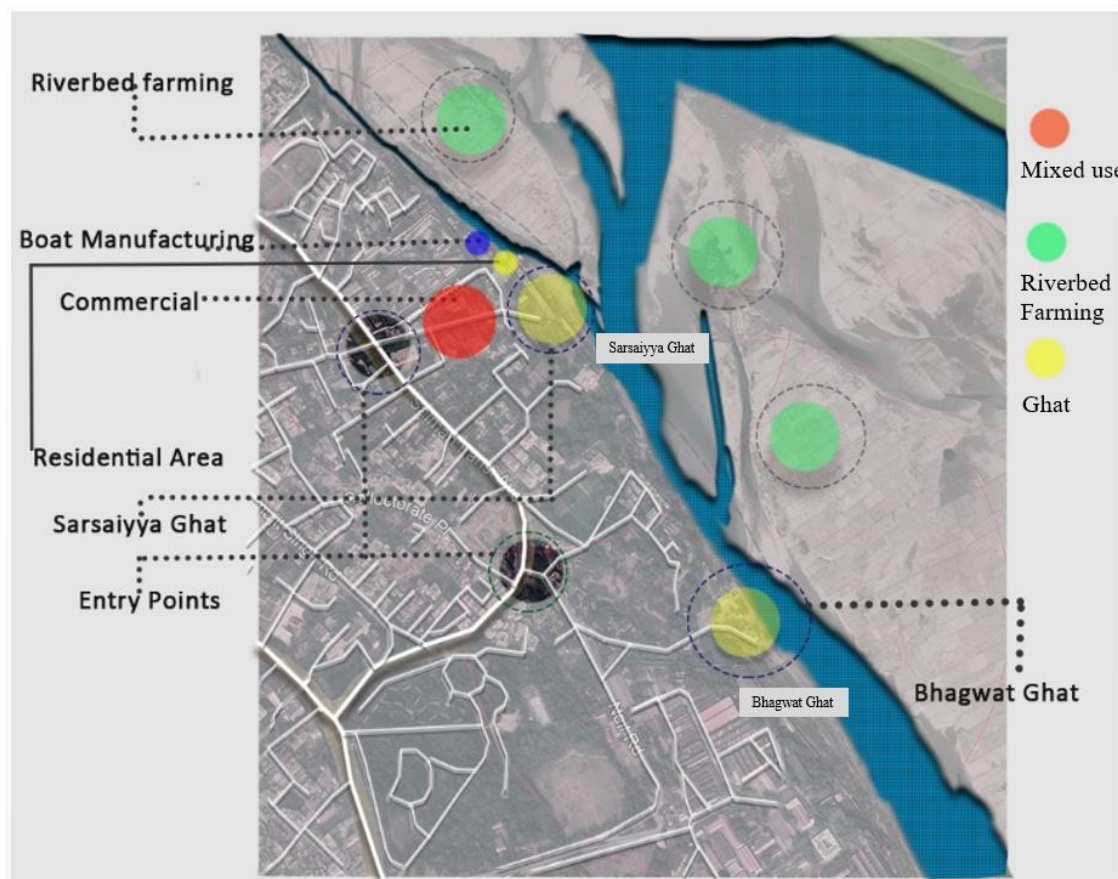 Riverbed farming
Boat Manufacturing
Commercial
Residential Area
Sarsaiyya Ghat
Entry Points
Sarsaiyya Ghat
Bhagwat Ghat
Bhagwat Ghat
Mixed use
Riverbed
Farming
Ghat